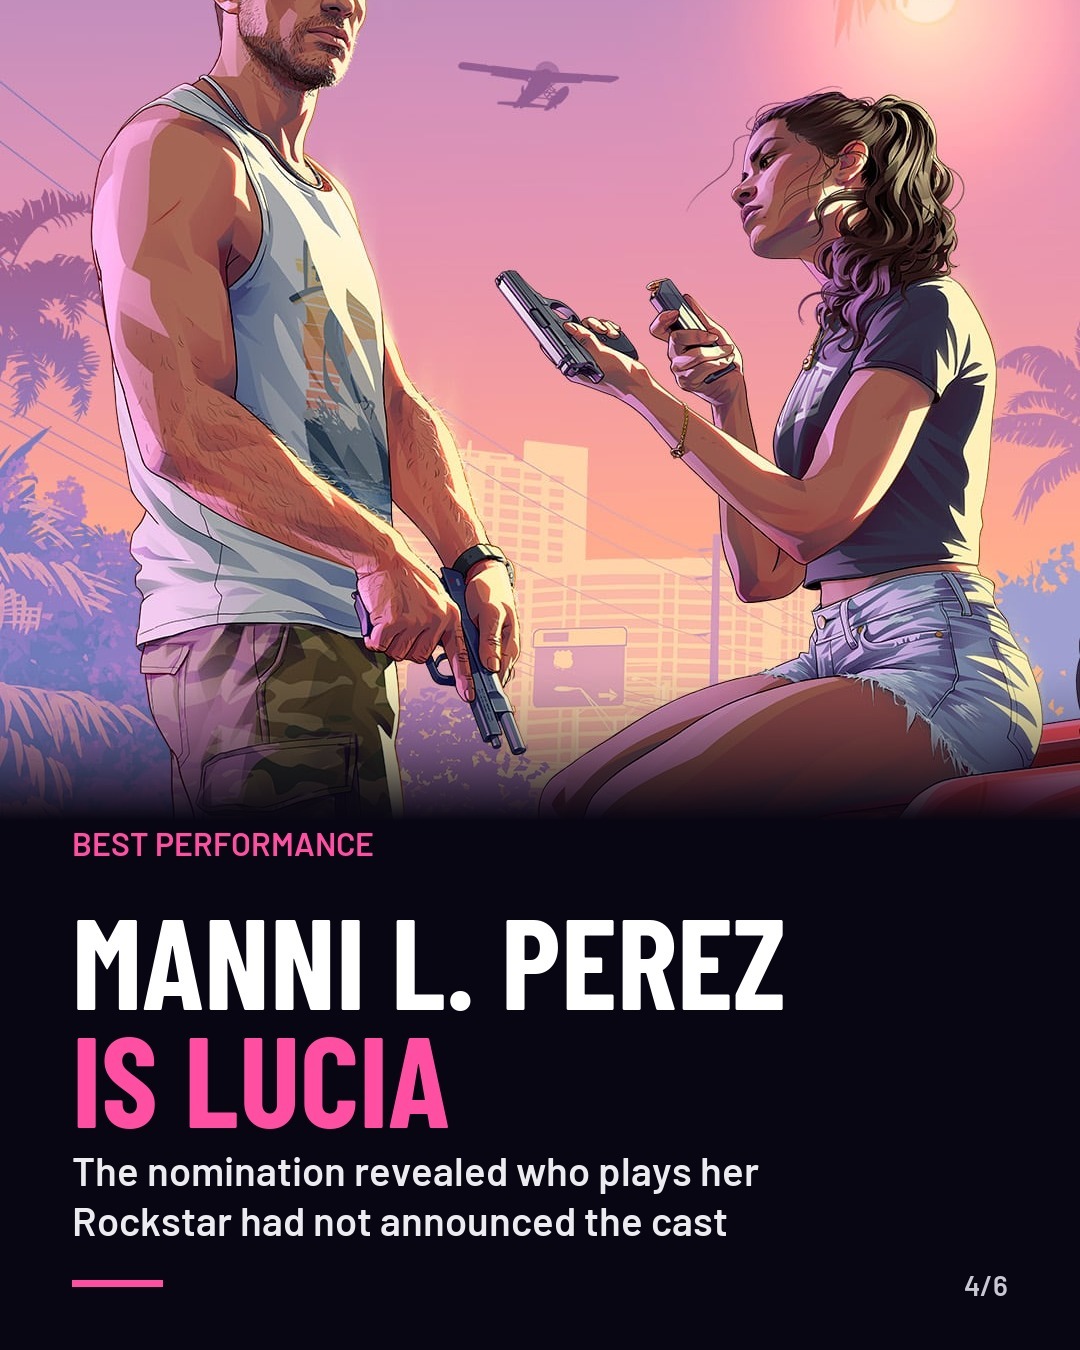 BEST PERFORMANCE
MANNI L. PEREZ
IS LUCIA
The nomination revealed who plays her
Rockstar had not announced the cast
4/6